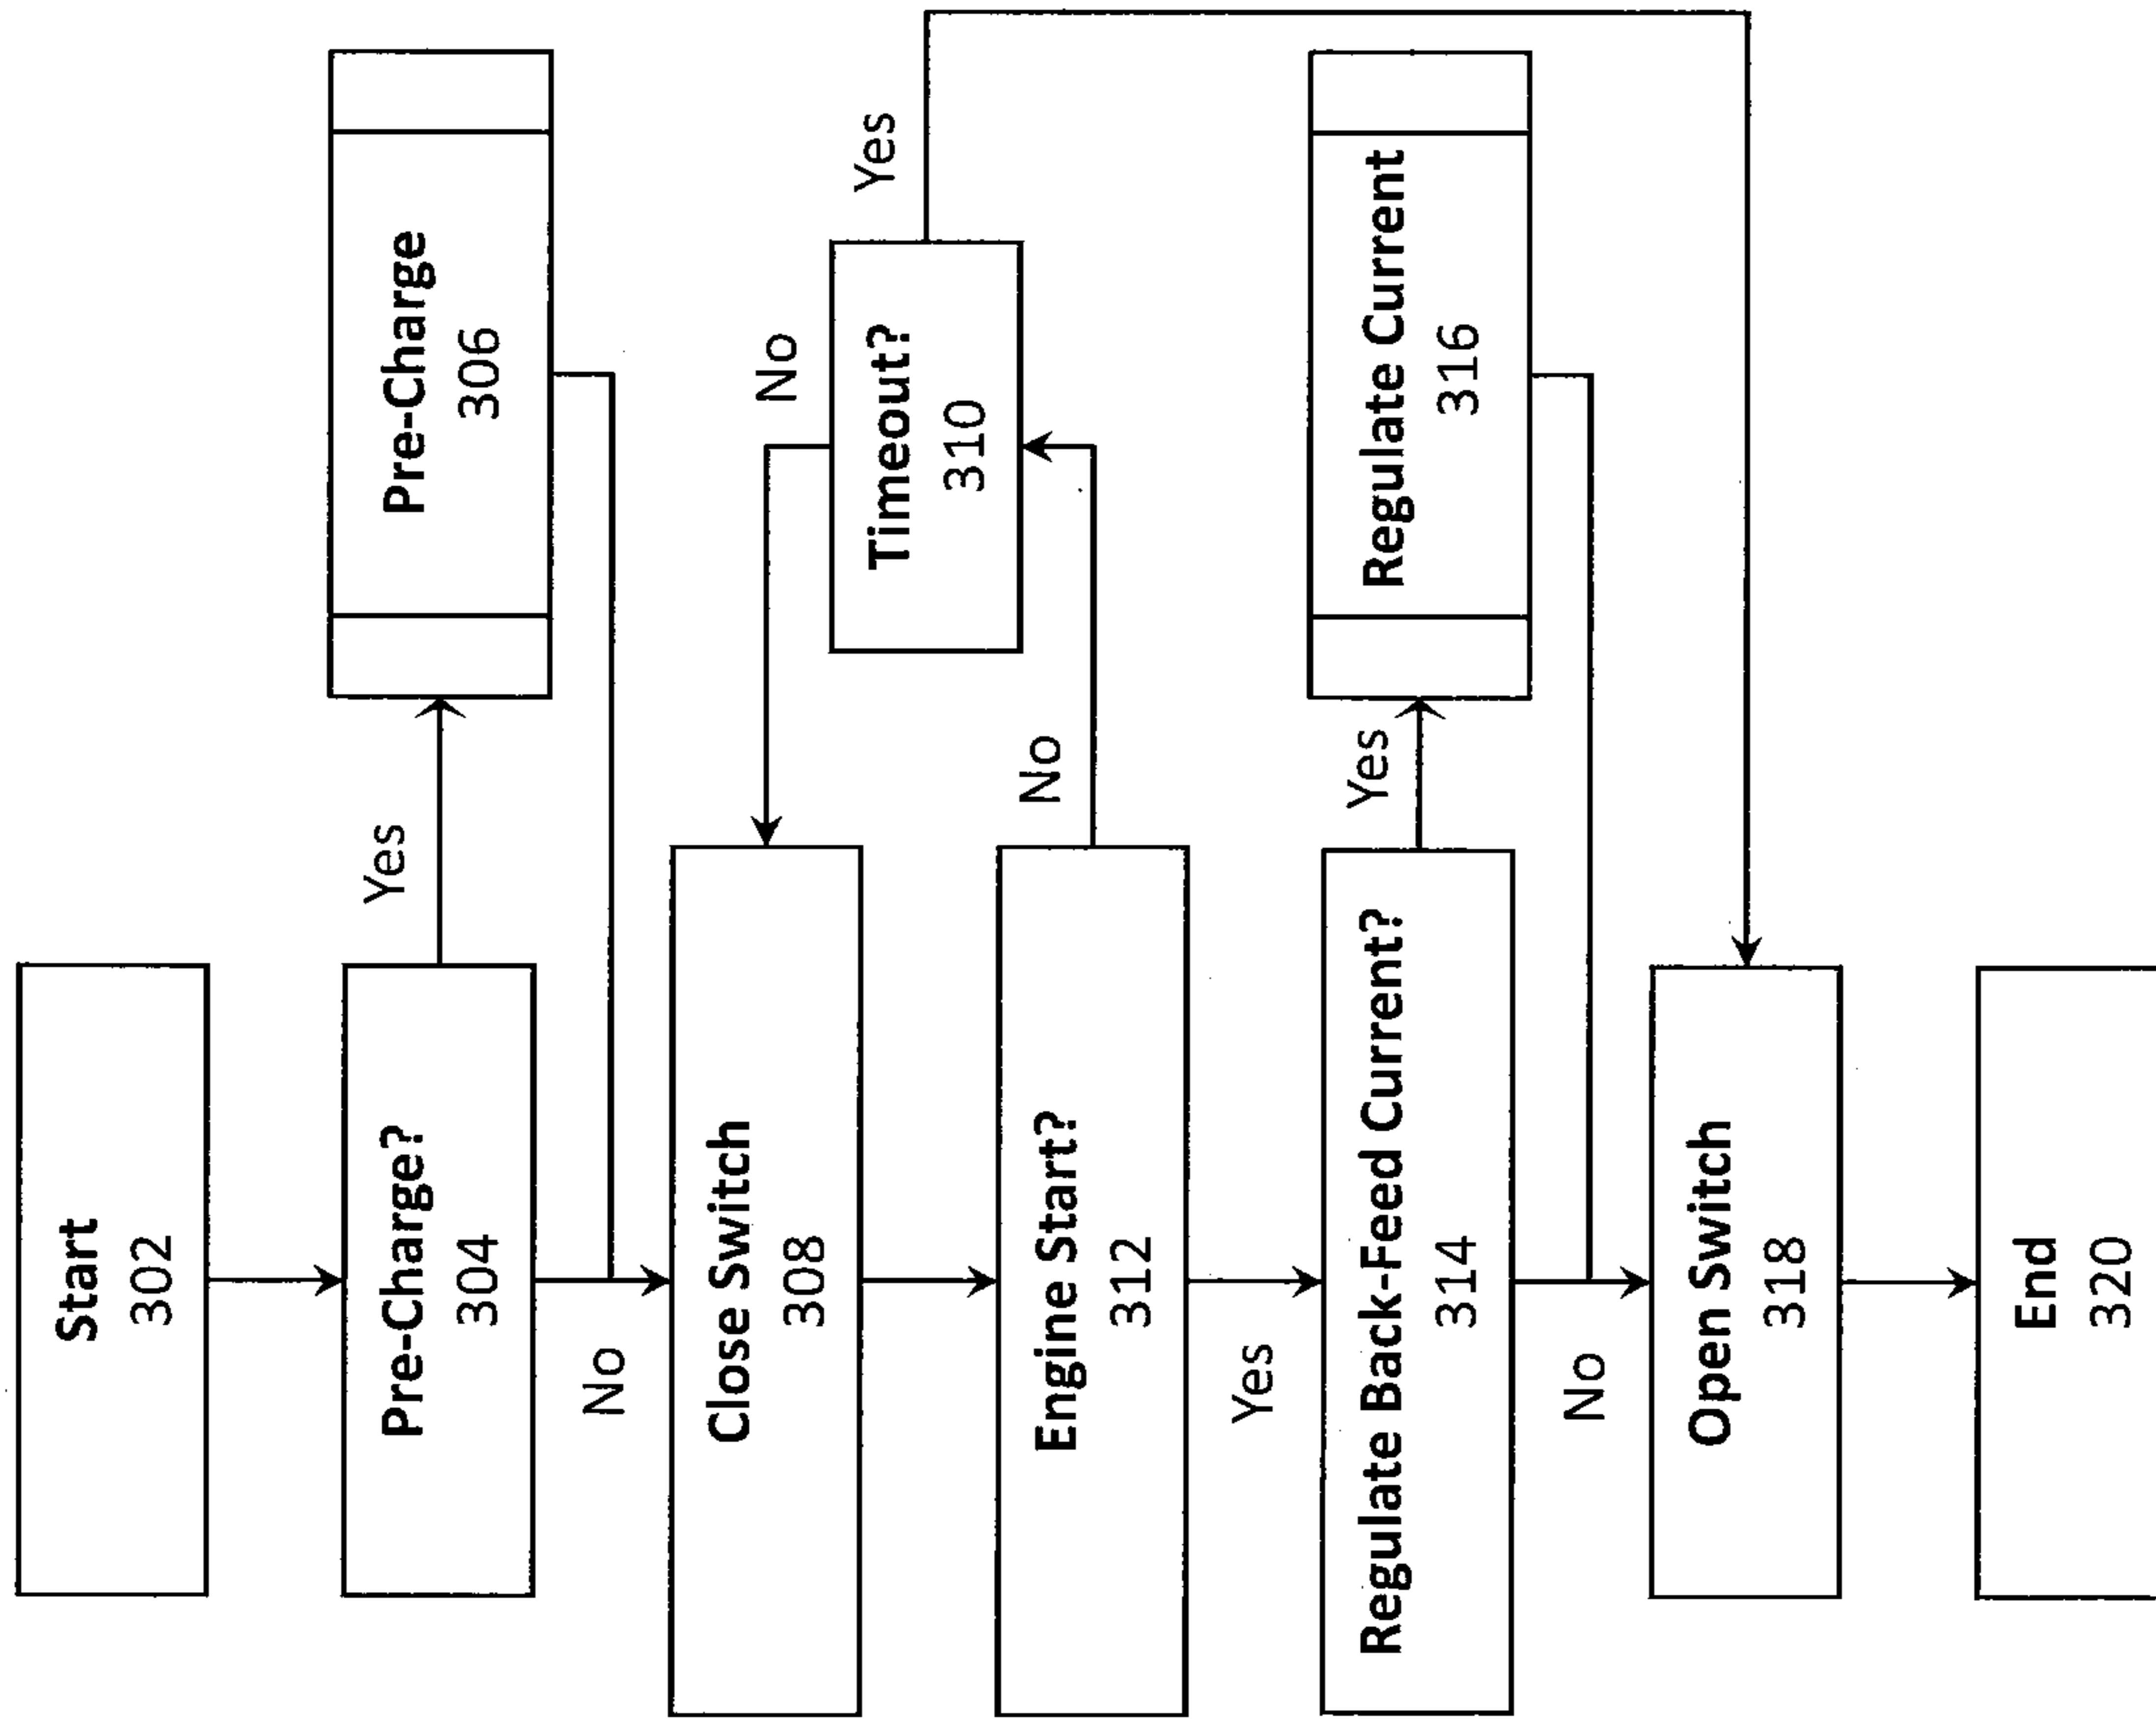 Start
302
Pre-Charge?
304
Yes
Pre-Charge
306
No
Close Switch
308
No
Timeout?
310
Yes
Engine Start?
312
No
Yes
Regulate Back-Feed Current?
314
Yes
Regulate Current
316
No
Open Switch
318
End
320